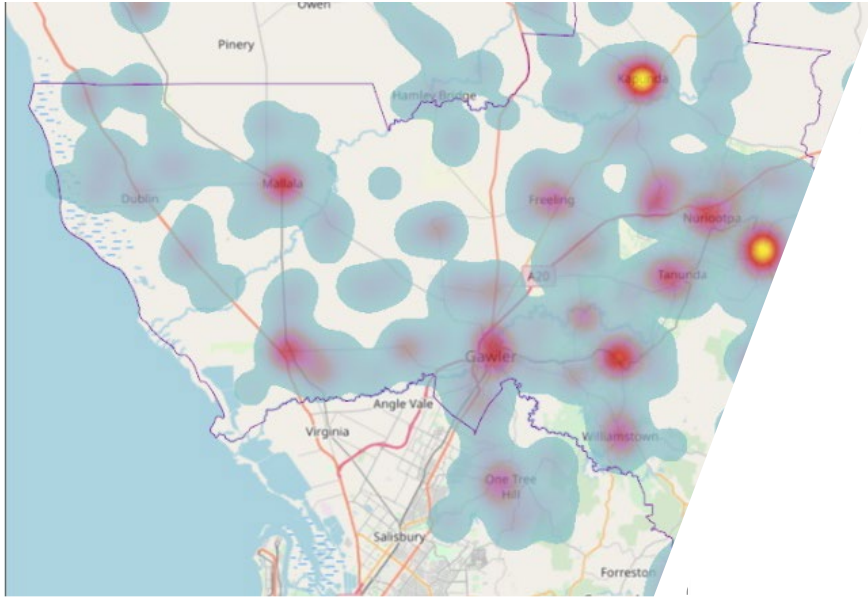 Owen
Pinery
Kapunda
Hamley Bridge
Mallala
Dublin
Freeling
Nuriootpa
Tanunda
A20
Gawler
Angle Vale
Virginia
Williamstown
One Tree
Hill
Salisbury
Forreston